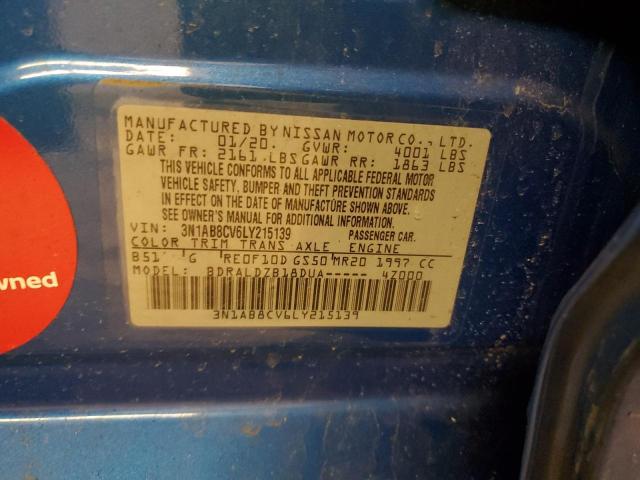 MANUFACTURED BY NISSAN MOTOR CO., LTD.
DATE: 01/20. GVWR: 4001 LBS
GAWR FR: 2161 LBS GAWR RR: 1863 LBS
THIS VEHICLE CONFORMS TO ALL APPLICABLE FEDERAL MOTOR
VEHICLE SAFETY, BUMPER AND THEFT PREVENTION STANDARDS
IN EFFECT ON THE DATE OF MANUFACTURE SHOWN ABOVE.
SEE OWNER'S MANUAL FOR ADDITIONAL INFORMATION.
VIN: 3N1AB8CV6LY215139 PASSENGER CAR.
COLOR TRIM TRANS AXLE ENGINE
B51 G RE0F10D GS50 MR20 1997 CC
MODEL: BDRALDZB18DUA----- 47000
3N1AB8CV6LY215139
owned